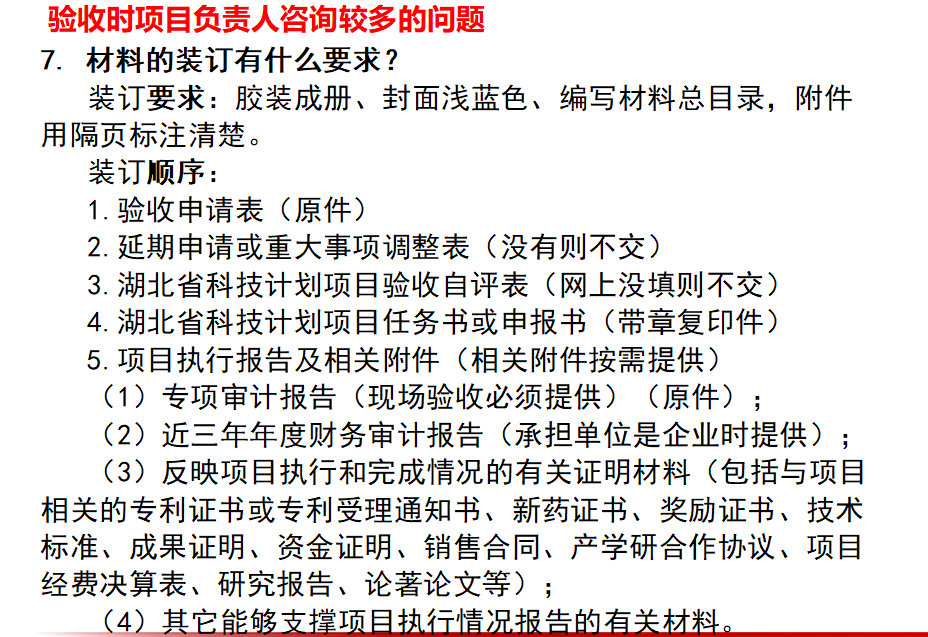 验收时项目负责人咨询较多的问题
7. 材料的装订有什么要求？
装订要求：胶装成册、封面浅蓝色、编写材料总目录，附件
用隔页标注清楚。
装订顺序：
1.验收申请表（原件）
2.延期申请或重大事项调整表（没有则不交）
3.湖北省科技计划项目验收自评表（网上没填则不交）
4.湖北省科技计划项目任务书或申报书（带章复印件）
5.项目执行报告及相关附件（相关附件按需提供）
（1）专项审计报告（现场验收必须提供）（原件）；
（2）近三年年度财务审计报告（承担单位是企业时提供）；
（3）反映项目执行和完成情况的有关证明材料（包括与项目
相关的专利证书或专利受理通知书、新药证书、奖励证书、技术
标准、成果证明、资金证明、销售合同、产学研合作协议、项目
经费决算表、研究报告、论著论文等）；
（4）其它能够支撑项目执行情况报告的有关材料。